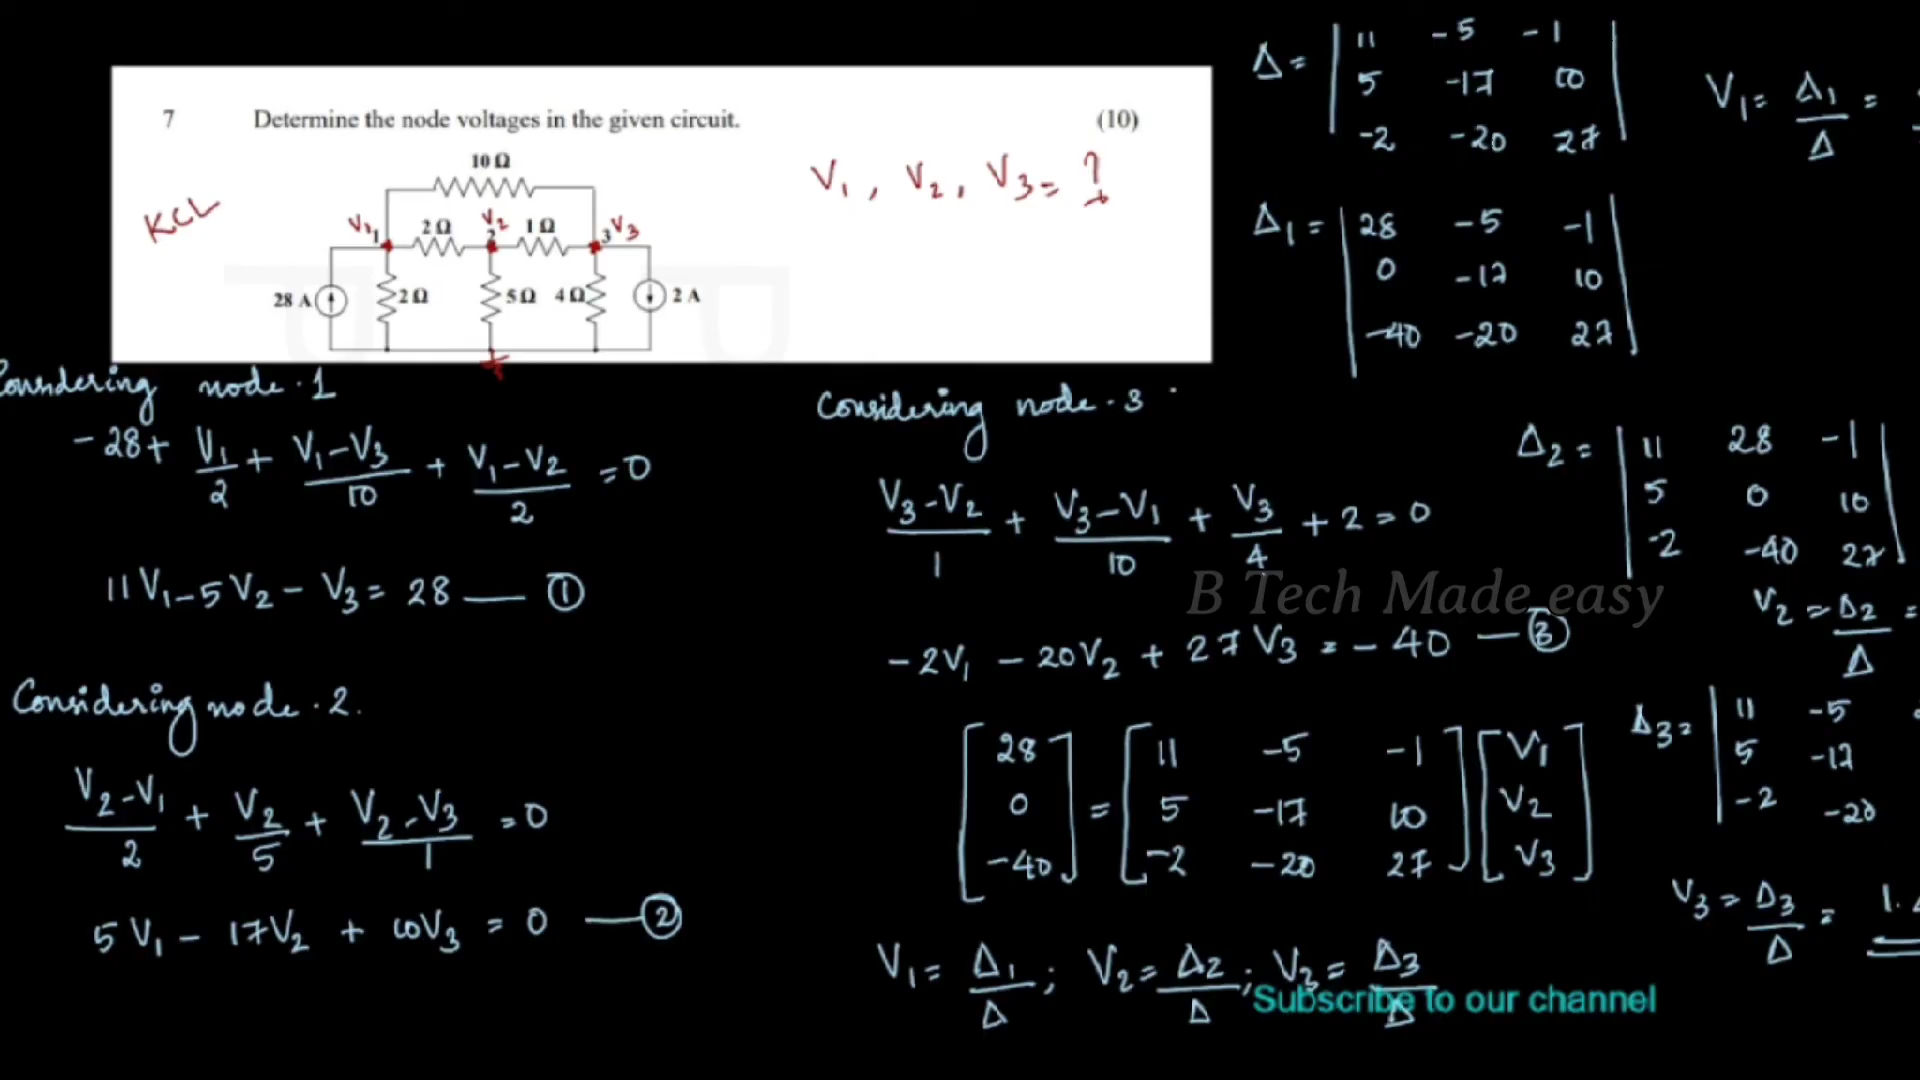 7 Determine the node voltages in the given circuit. (10)
10 Ω
KCL
V₁, V₂, V₃ = ?
V₁ 1 2 Ω V₂ 2 1 Ω 3 V₃
28 A 2 Ω 5 Ω 4 Ω 2 A
Considering node.1
-28 + V₁/2 + (V₁-V₃)/10 + (V₁-V₂)/2 = 0
11V₁ - 5V₂ - V₃ = 28 — ①
Considering node.2.
(V₂-V₁)/2 + V₂/5 + (V₂-V₃)/1 = 0
5V₁ - 17V₂ + 10V₃ = 0 — ②
Considering node.3
(V₃-V₂)/1 + (V₃-V₁)/10 + V₃/4 + 2 = 0
B Tech Made easy
-2V₁ - 20V₂ + 27V₃ = -40 — ③
[28 = [11 -5 -1 [V₁
0 5 -17 10 V₂
-40] -2 -20 27] V₃]
V₁ = Δ₁/Δ ; V₂ = Δ₂/Δ ; V₃ = Δ₃/Δ
Subscribe to our channel
Δ = | 11 -5 -1 |
5 -17 10
-2 -20 27
V₁ = Δ₁/Δ =
Δ₁ = | 28 -5 -1 |
0 -17 10
-40 -20 27
Δ₂ = | 11 28 -1 |
5 0 10
-2 -40 27
V₂ = Δ₂/Δ =
Δ₃ = | 11 -5
5 -17
-2 -20
V₃ = Δ₃/Δ = 1.